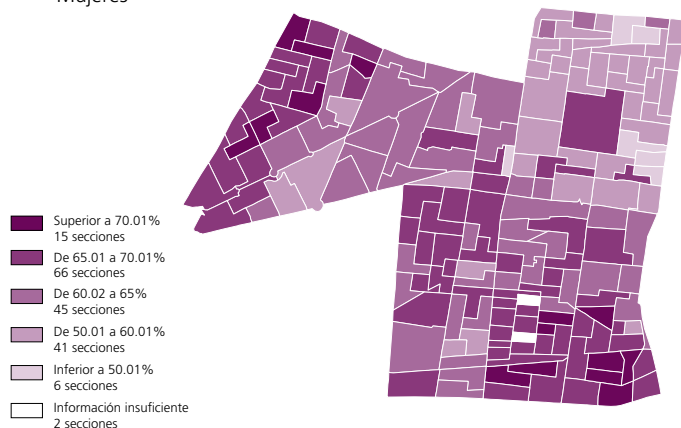 Mujeres
Superior a 70.01%
15 secciones
De 65.01 a 70.01%
66 secciones
De 60.02 a 65%
45 secciones
De 50.01 a 60.01%
41 secciones
Inferior a 50.01%
6 secciones
Información insuficiente
2 secciones